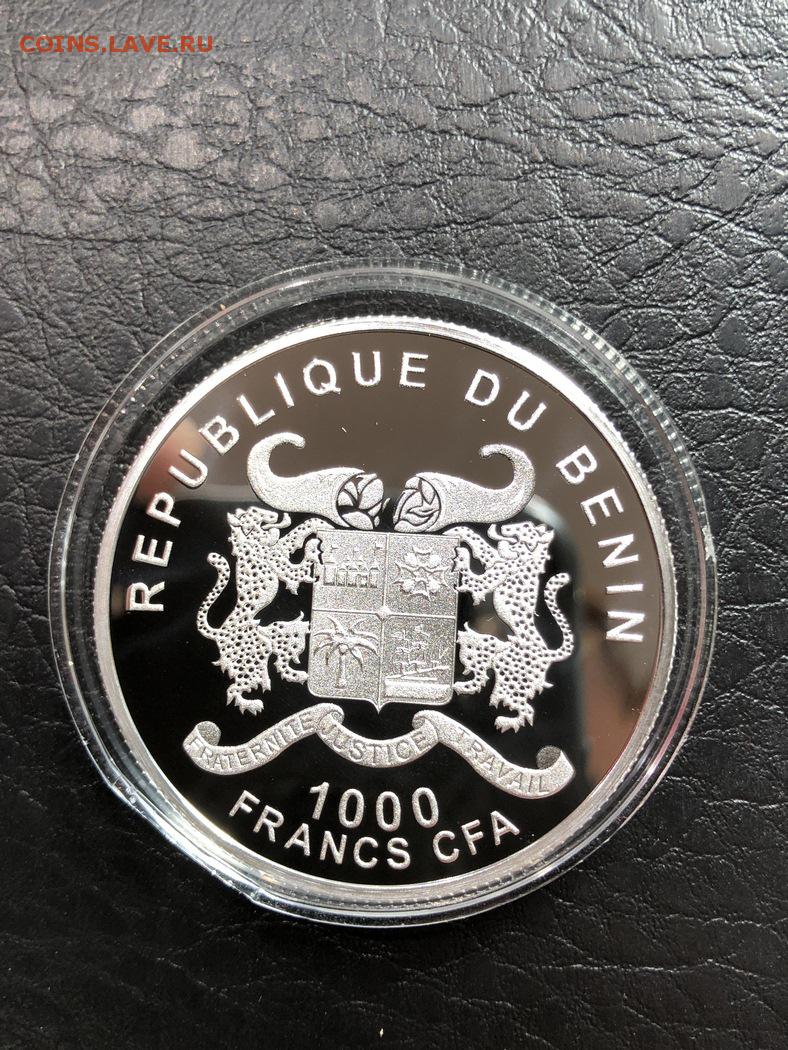 COINS.LAVE.RU
REPUBLIQUE DU BENIN
FRATERNITE JUSTICE TRAVAIL
1000
FRANCS CFA